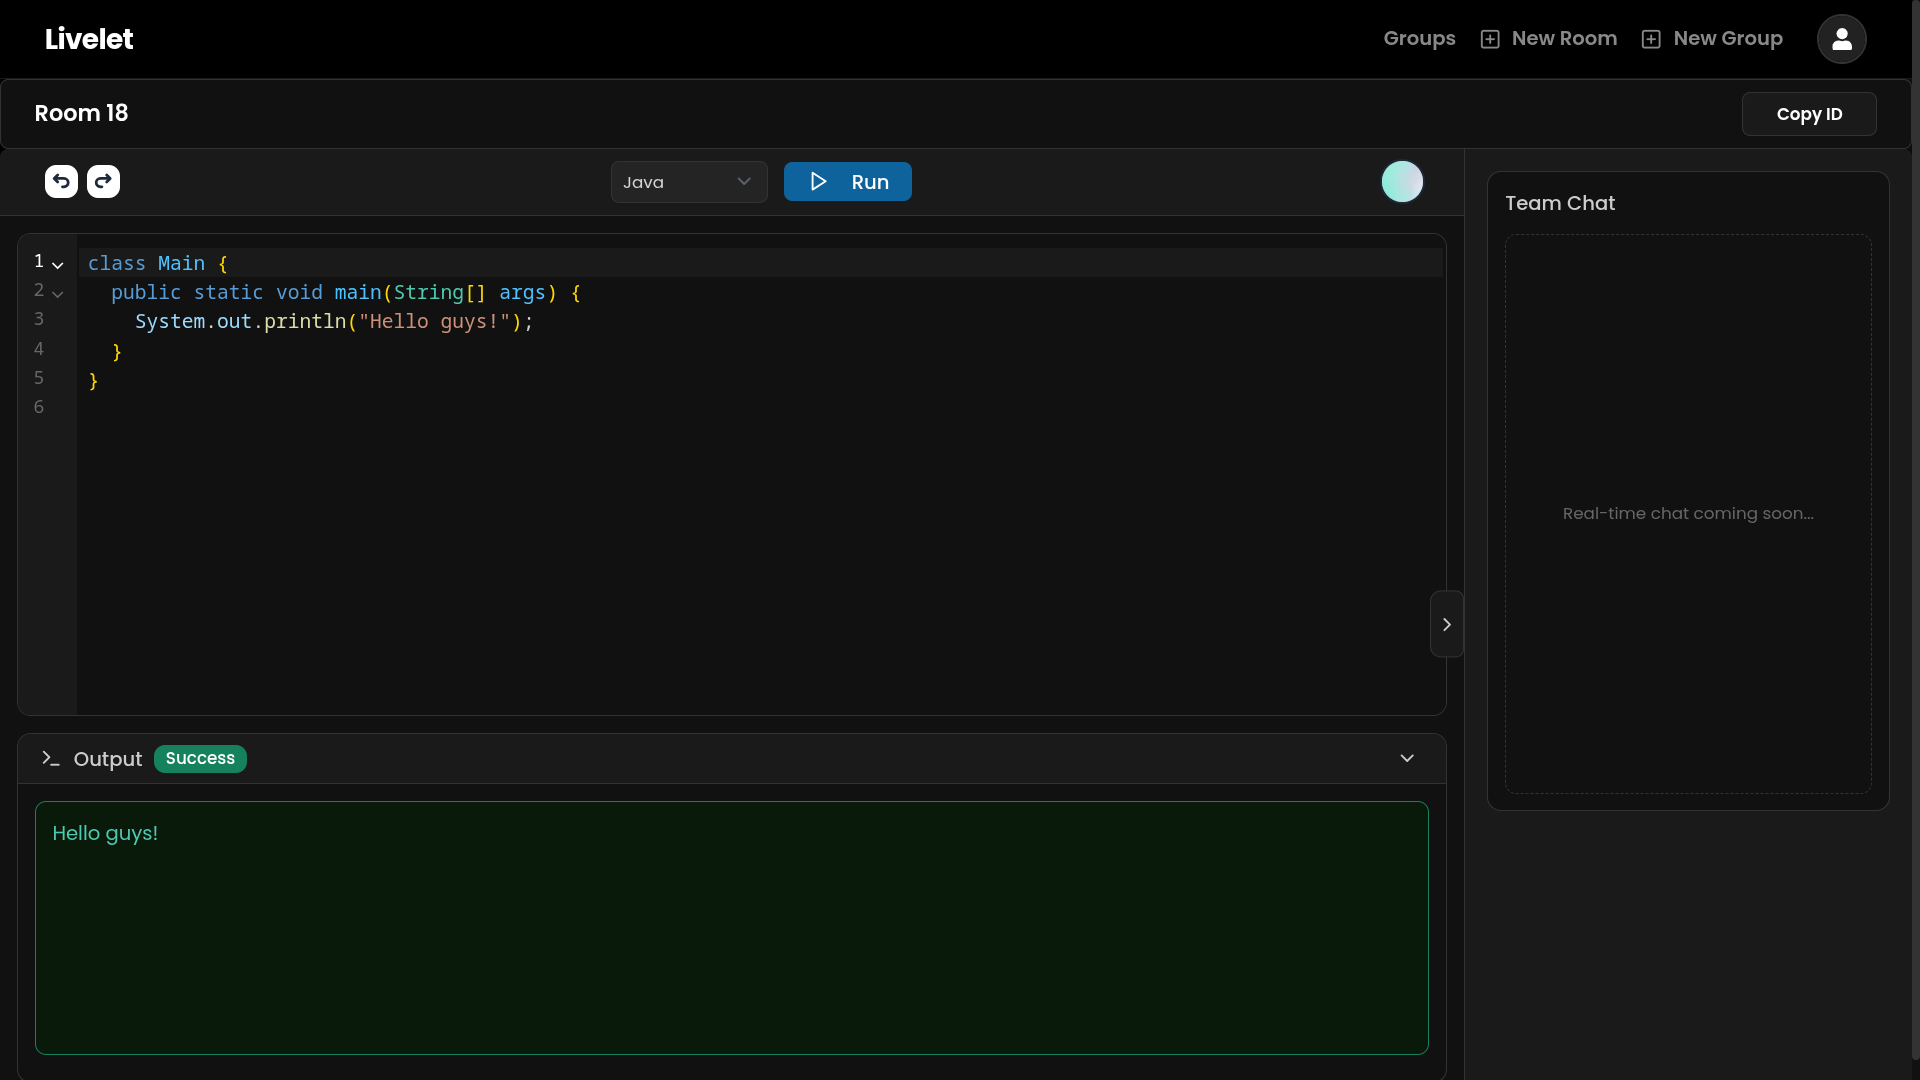 Livelet
Groups
New Room
New Group
Room 18
Copy ID
Java
Run
1 class Main {
2   public static void main(String[] args) {
3     System.out.println("Hello guys!");
4   }
5 }
6
Output
Success
Hello guys!
Team Chat
Real-time chat coming soon...